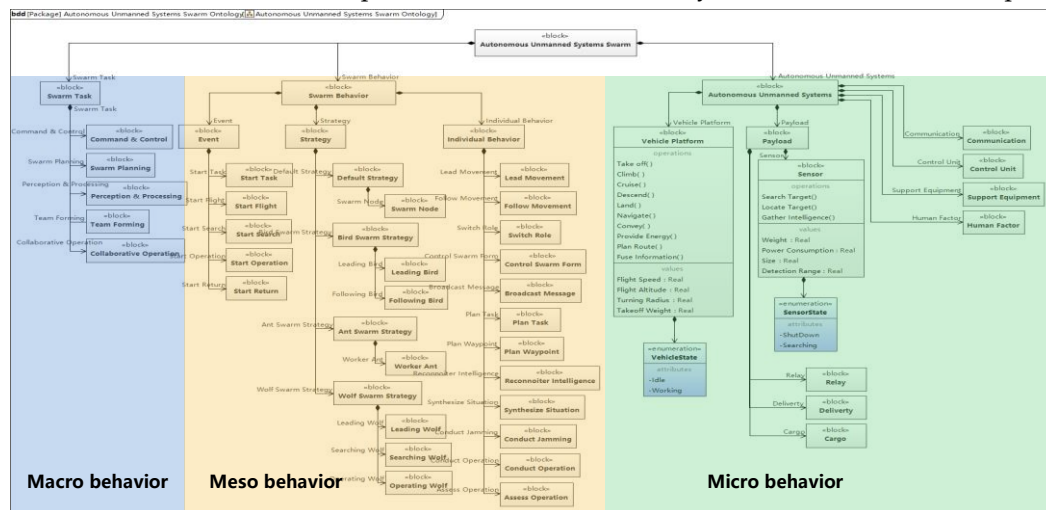 bdd [Package] Autonomous Unmanned Systems Swarm Ontology[ Autonomous Unmanned Systems Swarm Ontology]
«block»
Autonomous Unmanned Systems Swarm
Swarm Task
«block»
Swarm Task
Swarm Task
Command & Control
«block»
Command & Control
Swarm Planning
«block»
Swarm Planning
Perception & Processing
«block»
Perception & Processing
Team Forming
«block»
Team Forming
Collaborative Operation
«block»
Collaborative Operation
Macro behavior
Swarm Behavior
«block»
Swarm Behavior
Event
«block»
Event
Start Task
«block»
Start Task
Start Flight
«block»
Start Flight
Start Search
«block»
Start Search
Start Operation
«block»
Start Operation
Start Return
«block»
Start Return
Strategy
«block»
Strategy
Default Strategy
«block»
Default Strategy
Swarm Node
«block»
Swarm Node
Bird Swarm Strategy
«block»
Bird Swarm Strategy
Leading Bird
«block»
Leading Bird
Following Bird
«block»
Following Bird
Ant Swarm Strategy
«block»
Ant Swarm Strategy
Worker Ant
«block»
Worker Ant
Wolf Swarm Strategy
«block»
Wolf Swarm Strategy
Leading Wolf
«block»
Leading Wolf
Searching Wolf
«block»
Searching Wolf
Operating Wolf
«block»
Operating Wolf
Individual Behavior
«block»
Individual Behavior
Lead Movement
«block»
Lead Movement
Follow Movement
«block»
Follow Movement
Switch Role
«block»
Switch Role
Control Swarm Form
«block»
Control Swarm Form
Broadcast Message
«block»
Broadcast Message
Plan Task
«block»
Plan Task
Plan Waypoint
«block»
Plan Waypoint
Reconnoiter Intelligence
«block»
Reconnoiter Intelligence
Synthesize Situation
«block»
Synthesize Situation
Conduct Jamming
«block»
Conduct Jamming
Conduct Operation
«block»
Conduct Operation
Assess Operation
«block»
Assess Operation
Meso behavior
Autonomous Unmanned Systems
«block»
Autonomous Unmanned Systems
Vehicle Platform
«block»
Vehicle Platform
operations
Take off( )
Climb( )
Cruise( )
Descend( )
Land( )
Navigate( )
Convey( )
Provide Energy( )
Plan Route( )
Fuse Information( )
values
Flight Speed : Real
Flight Altitude : Real
Turning Radius : Real
Takeoff Weight : Real
«enumeration»
VehicleState
attributes
-Idle
-Working
Payload
«block»
Payload
Sensor
«block»
Sensor
operations
Search Target( )
Locate Target( )
Gather Intelligence( )
values
Weight : Real
Power Consumption : Real
Size : Real
Detection Range : Real
«enumeration»
SensorState
attributes
-ShutDown
-Searching
Relay
«block»
Relay
Deliverty
«block»
Deliverty
Cargo
«block»
Cargo
Communication
«block»
Communication
Control Unit
«block»
Control Unit
Support Equipment
«block»
Support Equipment
Human Factor
«block»
Human Factor
Micro behavior